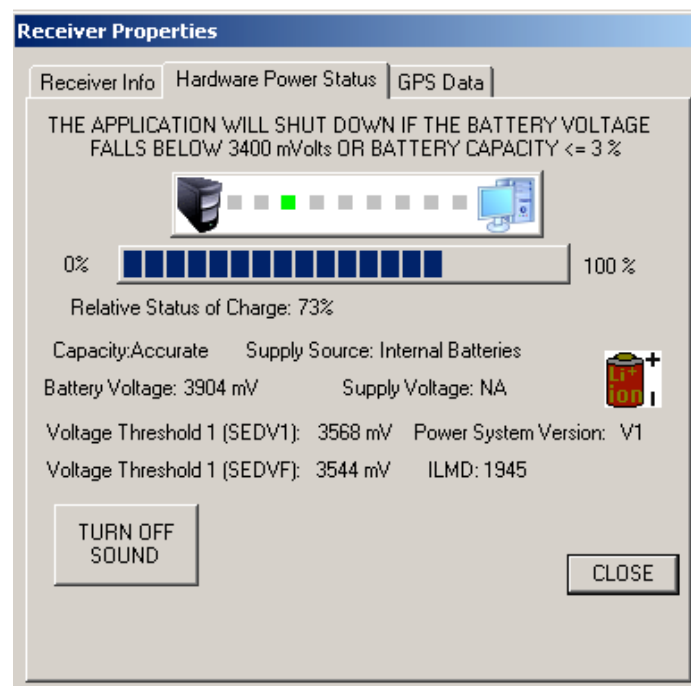 Receiver Properties
Receiver Info Hardware Power Status GPS Data
THE APPLICATION WILL SHUT DOWN IF THE BATTERY VOLTAGE
FALLS BELOW 3400 mVolts OR BATTERY CAPACITY <= 3 %
0% 100 %
Relative Status of Charge: 73%
Capacity:Accurate Supply Source: Internal Batteries
Battery Voltage: 3904 mV Supply Voltage: NA
Li+
ion
Voltage Threshold 1 (SEDV1): 3568 mV Power System Version: V1
Voltage Threshold 1 (SEDVF): 3544 mV ILMD: 1945
TURN OFF
SOUND
CLOSE